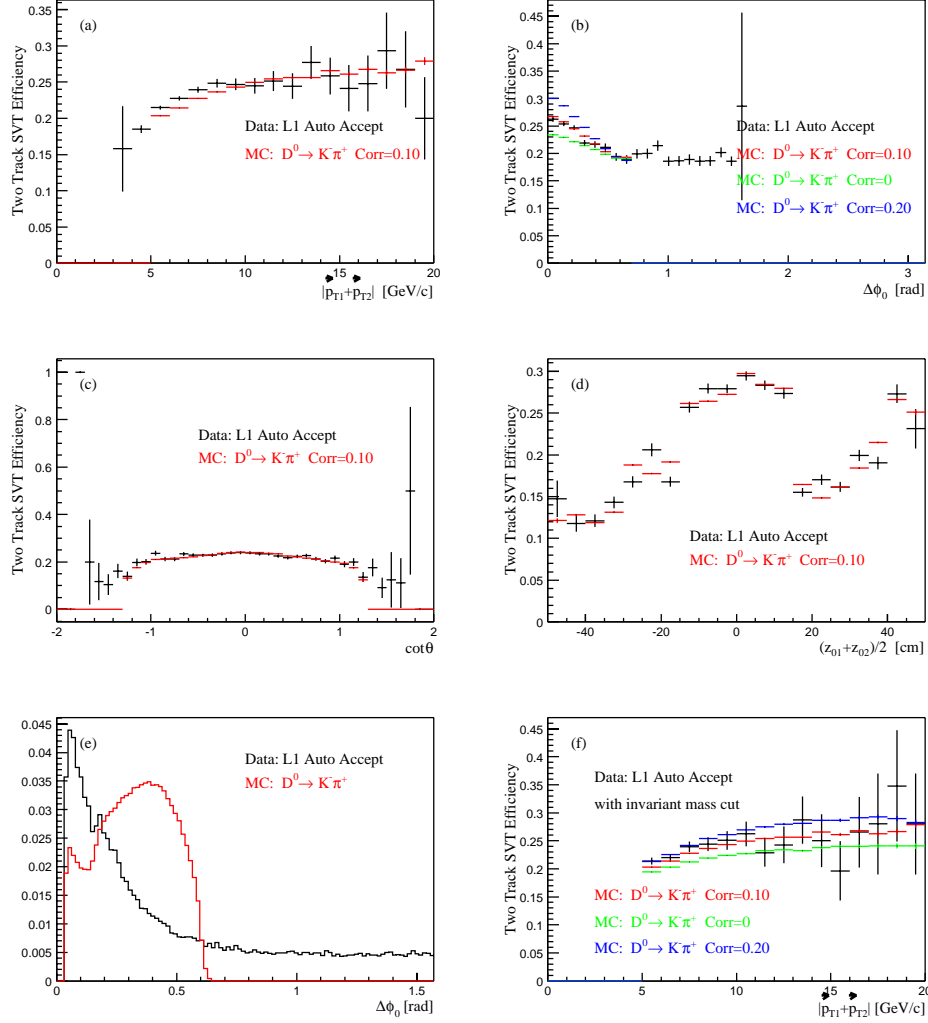 (a)
Two Track SVT Efficiency
0.35
0.3
0.25
0.2
0.15
0.1
0.05
0
Data: L1 Auto Accept
MC: D⁰→ K⁻π⁺ Corr=0.10
0 5 10 15 20
|p_T1+p_T2| [GeV/c]
(b)
Two Track SVT Efficiency
0.45
0.4
0.35
0.3
0.25
0.2
0.15
0.1
0.05
0
Data: L1 Auto Accept
MC: D⁰→ K⁻π⁺ Corr=0.10
MC: D⁰→ K⁻π⁺ Corr=0
MC: D⁰→ K⁻π⁺ Corr=0.20
0 1 2 3
Δϕ₀ [rad]
(c)
Two Track SVT Efficiency
1
0.8
0.6
0.4
0.2
0
Data: L1 Auto Accept
MC: D⁰→ K⁻π⁺ Corr=0.10
-2 -1 0 1 2
cotθ
(d)
Two Track SVT Efficiency
0.3
0.25
0.2
0.15
0.1
0.05
0
Data: L1 Auto Accept
MC: D⁰→ K⁻π⁺ Corr=0.10
-40 -20 0 20 40
(z₀₁+z₀₂)/2 [cm]
(e)
0.045
0.04
0.035
0.03
0.025
0.02
0.015
0.01
0.005
0
Data: L1 Auto Accept
MC: D⁰→ K⁻π⁺
0 0.5 1 1.5
Δϕ₀ [rad]
(f)
Two Track SVT Efficiency
0.45
0.4
0.35
0.3
0.25
0.2
0.15
0.1
0.05
0
Data: L1 Auto Accept
with invariant mass cut
MC: D⁰→ K⁻π⁺ Corr=0.10
MC: D⁰→ K⁻π⁺ Corr=0
MC: D⁰→ K⁻π⁺ Corr=0.20
0 5 10 15 20
|p_T1+p_T2| [GeV/c]